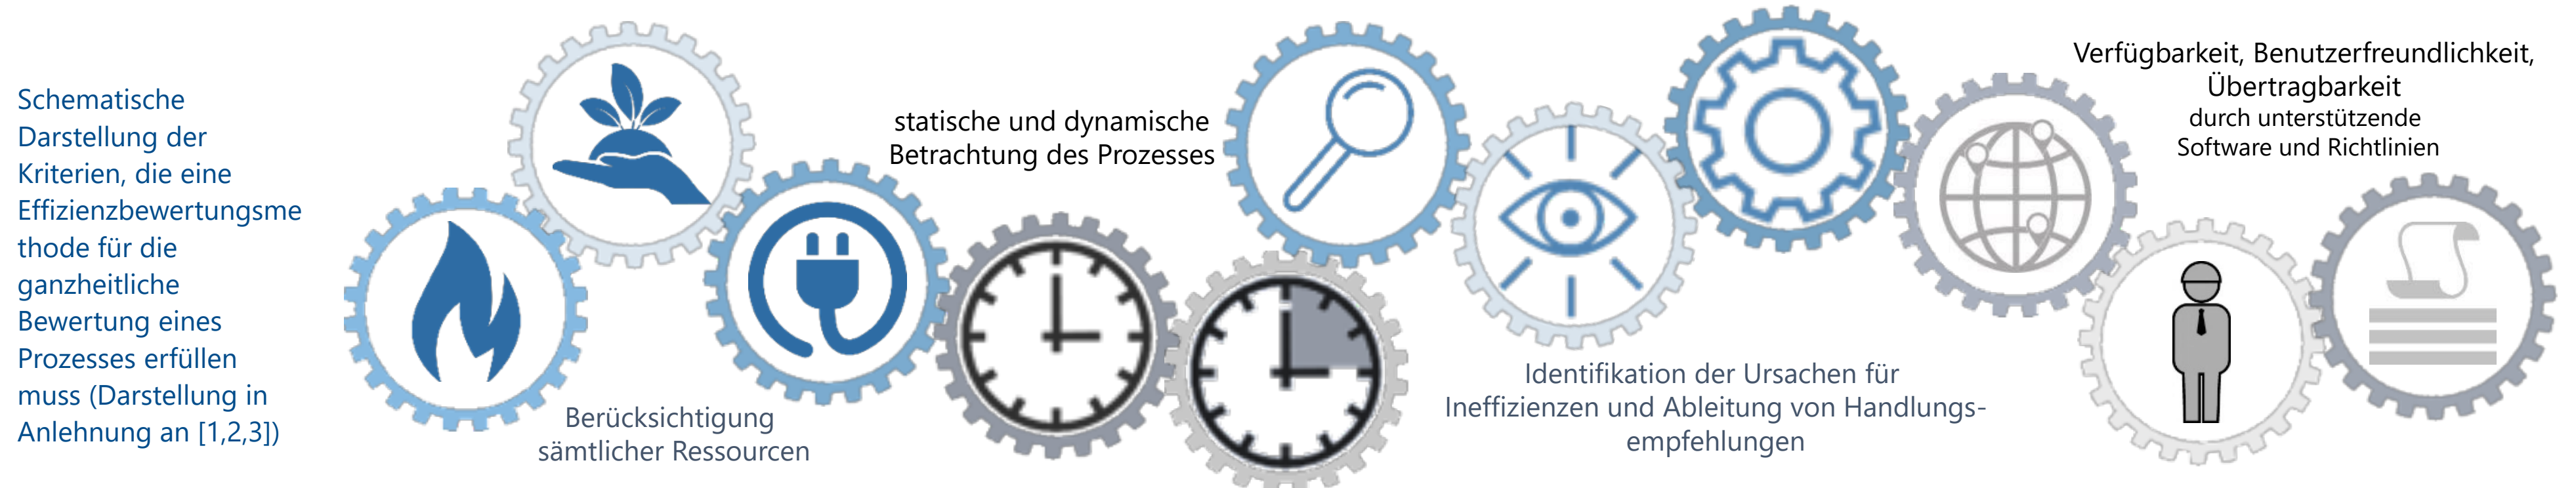 Schematische
Darstellung der
Kriterien, die eine
Effizienzbewertungsme
thode für die
ganzheitliche
Bewertung eines
Prozesses erfüllen
muss (Darstellung in
Anlehnung an [1,2,3])
Berücksichtigung
sämtlicher Ressourcen
statische und dynamische
Betrachtung des Prozesses
Identifikation der Ursachen für
Ineffizienzen und Ableitung von Handlungs-
empfehlungen
Verfügbarkeit, Benutzerfreundlichkeit,
Übertragbarkeit
durch unterstützende
Software und Richtlinien